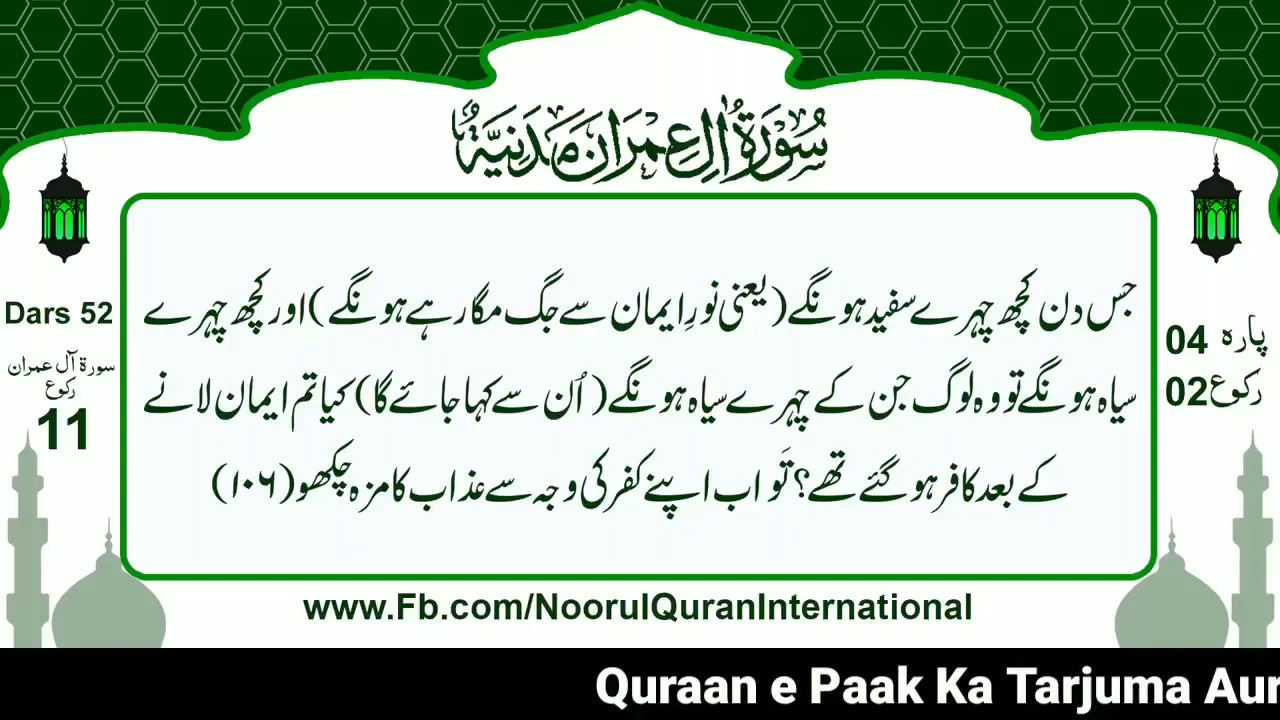 سُوْرَةُ اٰلِ عِمْرَانَ مَدَنِيَّةٌ
جس دن کچھ چہرے سفید ہونگے (یعنی نورِ ایمان سے جگ مگا رہے ہونگے) اور کچھ چہرے
سیاہ ہونگے تو وہ لوگ جن کے چہرے سیاہ ہونگے (اُن سے کہا جائے گا) کیا تم ایمان لانے
کے بعد کافر ہو گئے تھے؟ تَو اب اپنے کفر کی وجہ سے عذاب کا مزہ چکھو (۱۰۶)
پارہ 04
رکوع 02
Dars 52
سورۃ آل عمران
رکوع
11
www.Fb.com/NoorulQuranInternational
Quraan e Paak Ka Tarjuma Aur